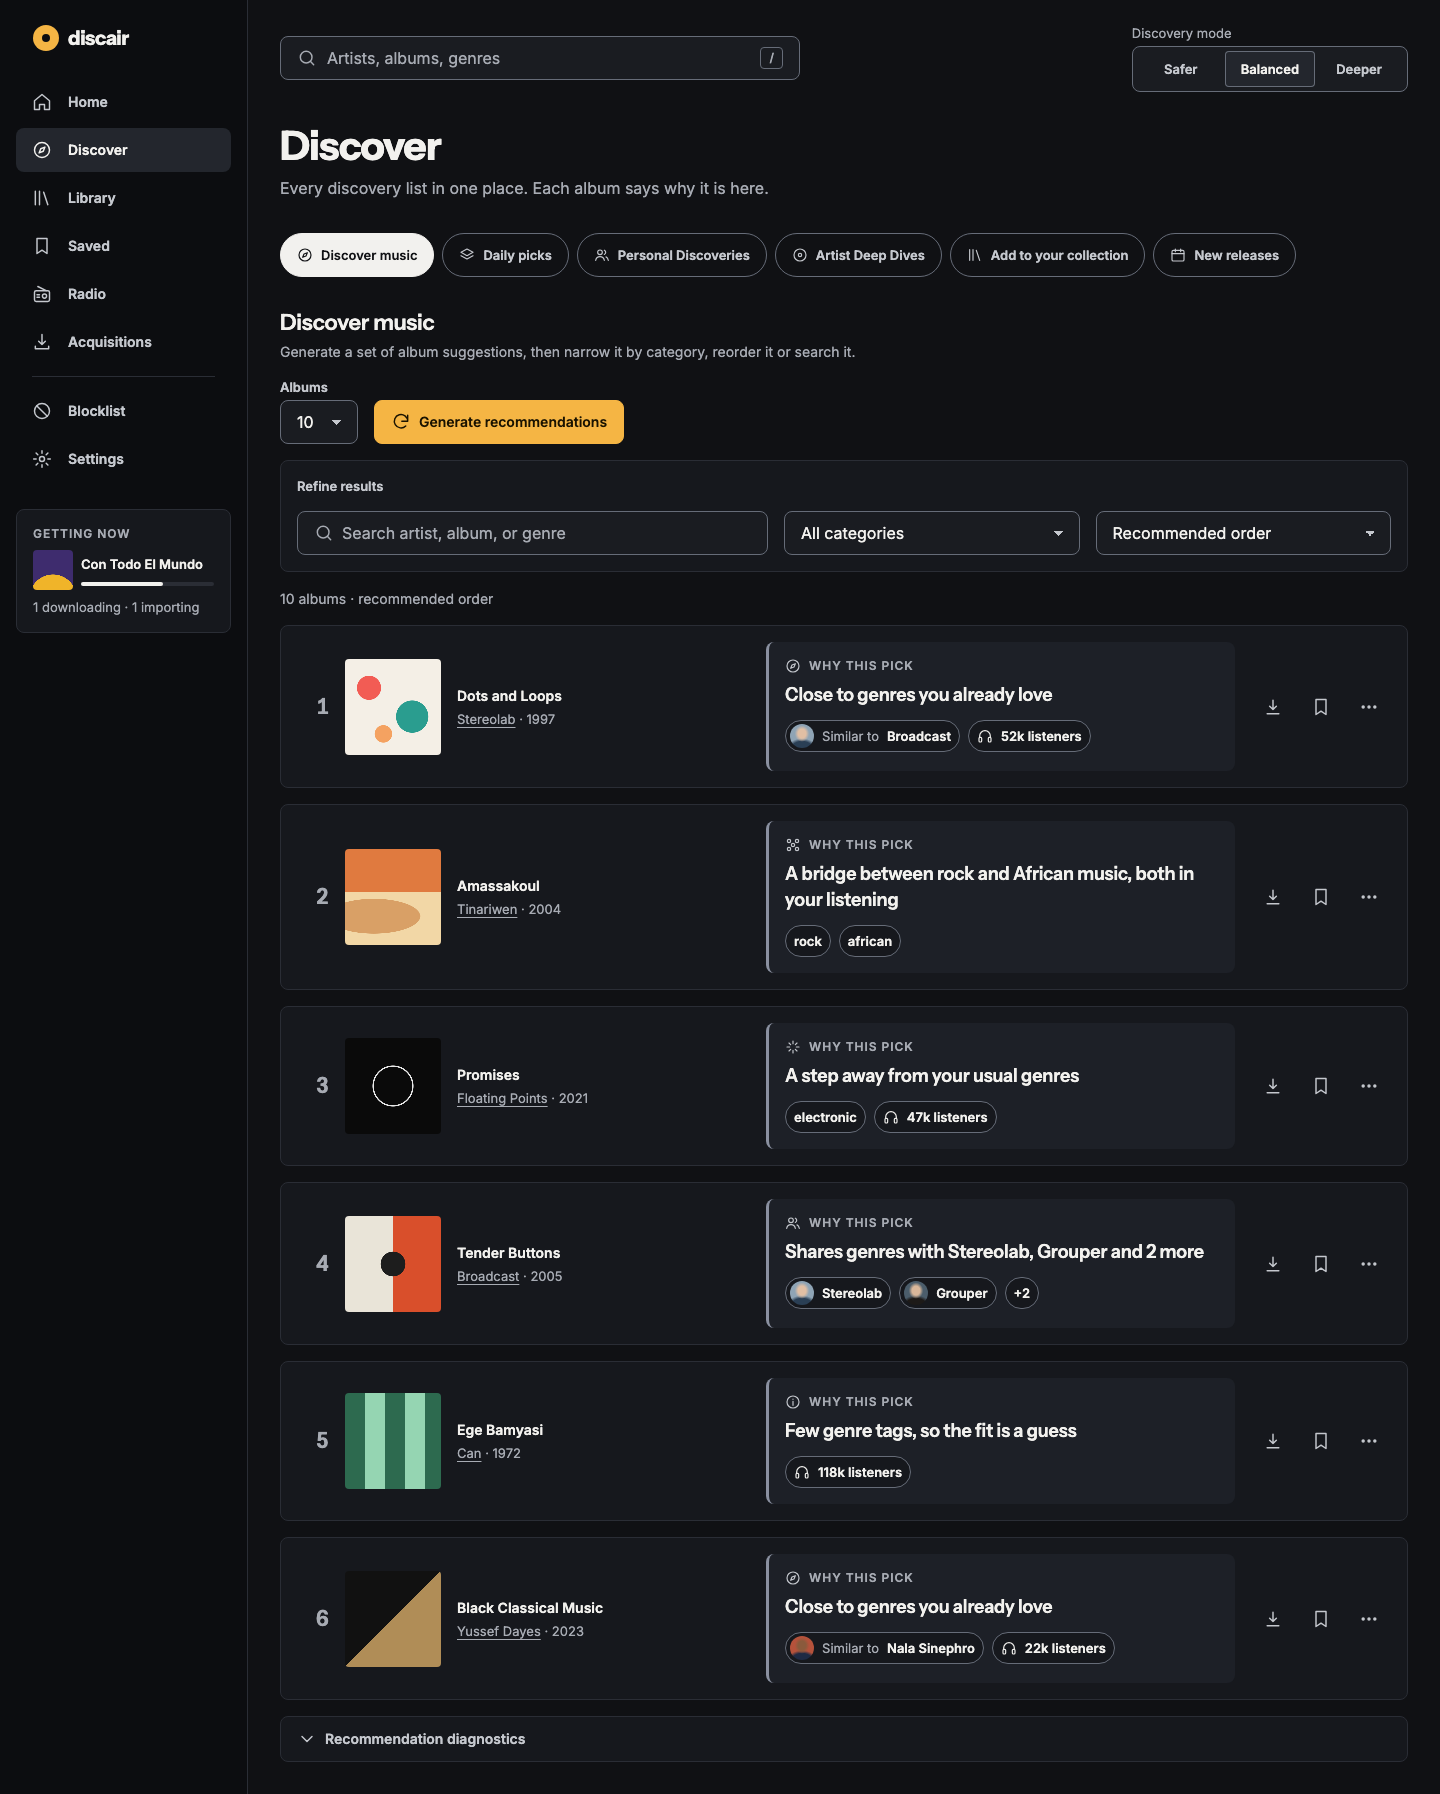 discair
Home
Discover
Library
Saved
Radio
Acquisitions
Blocklist
Settings
GETTING NOW
Con Todo El Mundo
1 downloading · 1 importing
Artists, albums, genres
/
Discovery mode
Safer
Balanced
Deeper
Discover
Every discovery list in one place. Each album says why it is here.
Discover music
Daily picks
Personal Discoveries
Artist Deep Dives
Add to your collection
New releases
Discover music
Generate a set of album suggestions, then narrow it by category, reorder it or search it.
Albums
10
Generate recommendations
Refine results
Search artist, album, or genre
All categories
Recommended order
10 albums · recommended order
1
Dots and Loops
Stereolab · 1997
WHY THIS PICK
Close to genres you already love
Similar to Broadcast
52k listeners
2
Amassakoul
Tinariwen · 2004
WHY THIS PICK
A bridge between rock and African music, both in
your listening
rock
african
3
Promises
Floating Points · 2021
WHY THIS PICK
A step away from your usual genres
electronic
47k listeners
4
Tender Buttons
Broadcast · 2005
WHY THIS PICK
Shares genres with Stereolab, Grouper and 2 more
Stereolab
Grouper
+2
5
Ege Bamyasi
Can · 1972
WHY THIS PICK
Few genre tags, so the fit is a guess
118k listeners
6
Black Classical Music
Yussef Dayes · 2023
WHY THIS PICK
Close to genres you already love
Similar to Nala Sinephro
22k listeners
Recommendation diagnostics